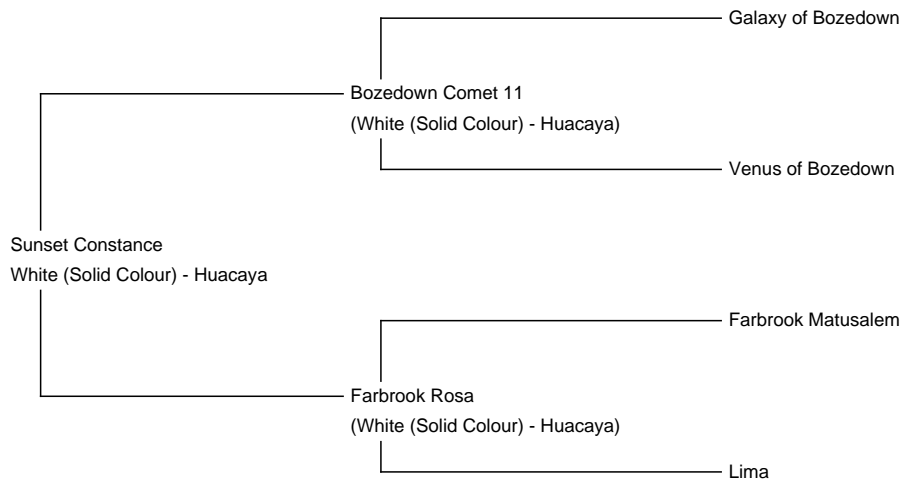 Galaxy of Bozedown
Bozedown Comet 11
(White (Solid Colour) - Huacaya)
Venus of Bozedown
Sunset Constance
White (Solid Colour) - Huacaya
Farbrook Matusalem
Farbrook Rosa
(White (Solid Colour) - Huacaya)
Lima